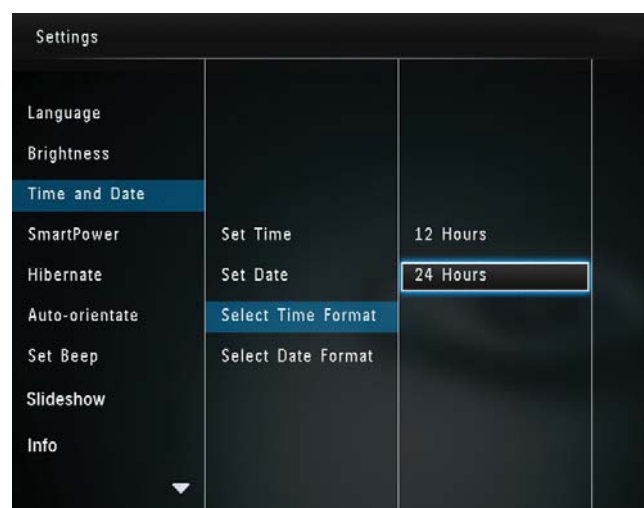 Settings
Language
Brightness
Time and Date
SmartPower
Hibernate
Auto-orientate
Set Beep
Slideshow
Info
Set Time
Set Date
Select Time Format
Select Date Format
12 Hours
24 Hours